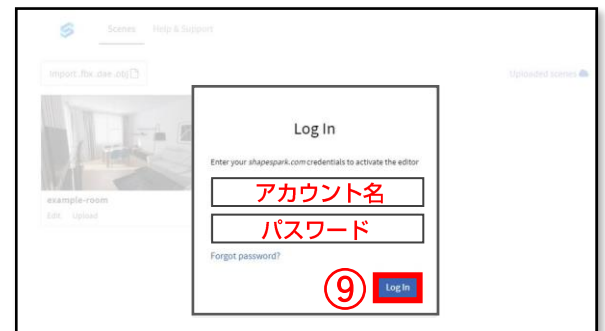 Scenes Help & Support
Import .fbx .dae .obj
Uploaded scenes
Log In
Enter your shapespark.com credentials to activate the editor
アカウント名
パスワード
Forgot password?
⑨ Log In
example-room
Edit Upload